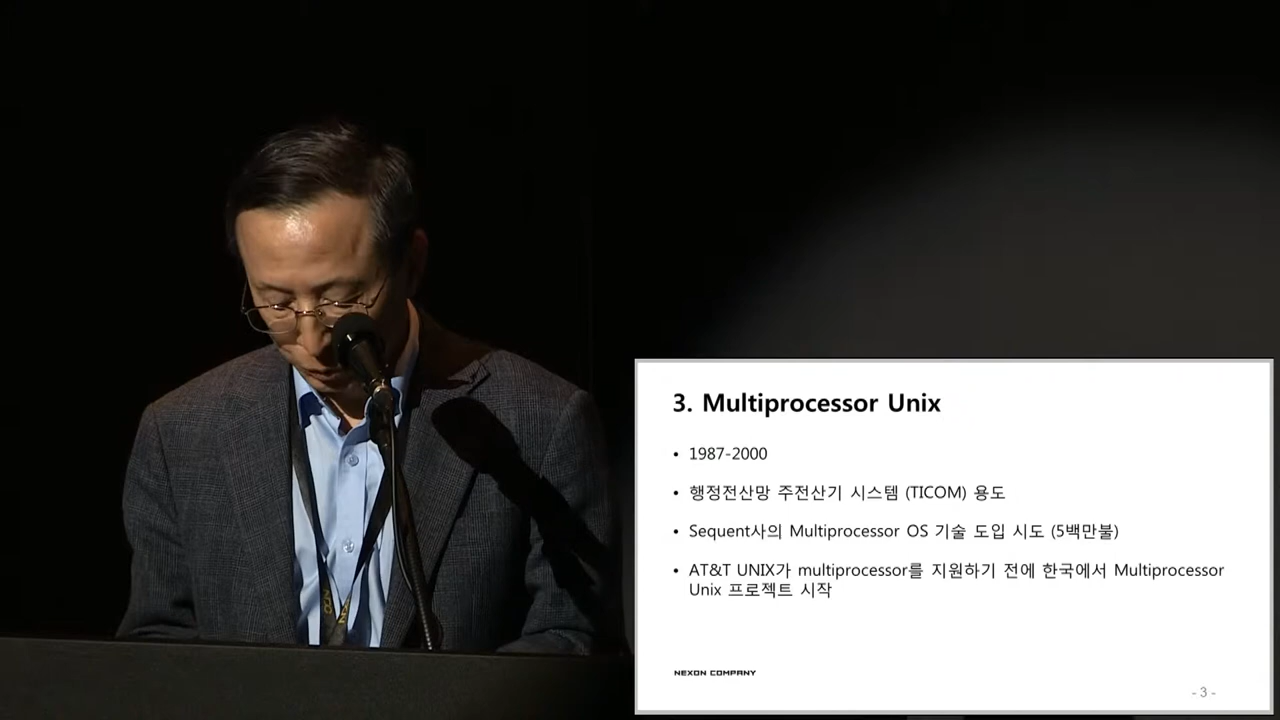 3. Multiprocessor Unix
• 1987-2000
• 행정전산망 주전산기 시스템 (TICOM) 용도
• Sequent사의 Multiprocessor OS 기술 도입 시도 (5백만불)
• AT&T UNIX가 multiprocessor를 지원하기 전에 한국에서 Multiprocessor
Unix 프로젝트 시작
NEXON COMPANY
- 3 -